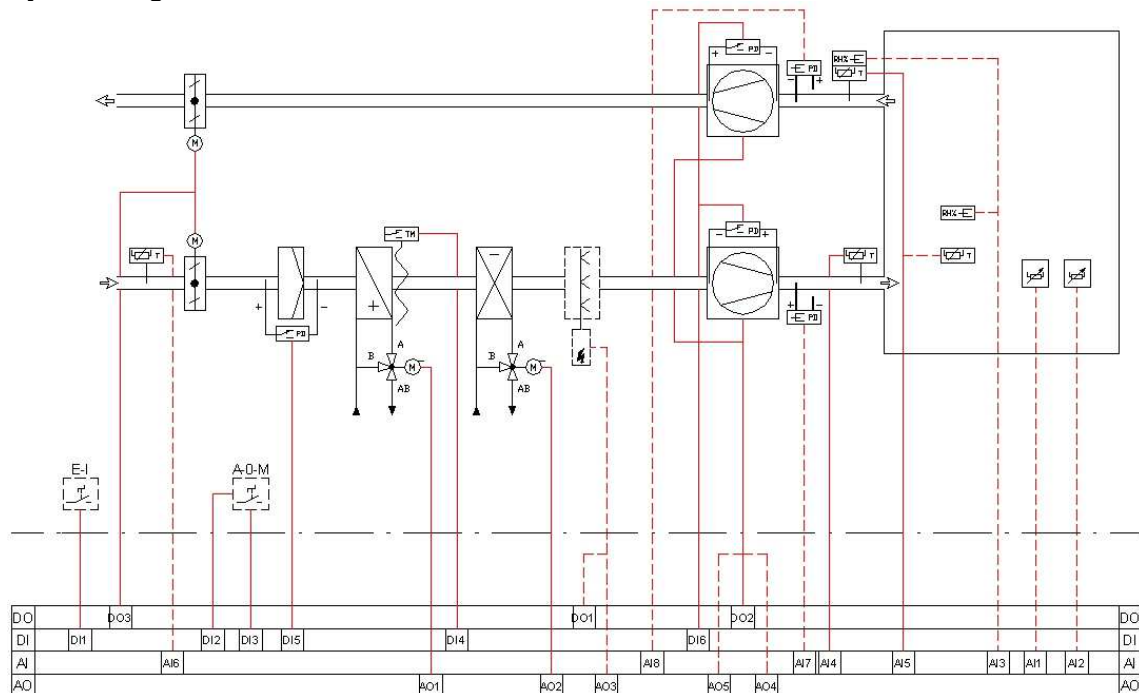 PD
+ -
PD
- +
RH% T
M
M
T
TM
PD
- +
RH%
T
T
+ -
PD
+
-
+ -
PD
A
B M
AB
A
B M
AB
E-I
A-0-M
DO DO3 DO1 DO2 DO
DI DI1 DI2 DI3 DI5 DI4 DI6 DI
AI AI6 AI8 AI7 AI4 AI5 AI3 AI1 AI2 AI
AO AO1 AO2 AO3 AO5 AO4 AO